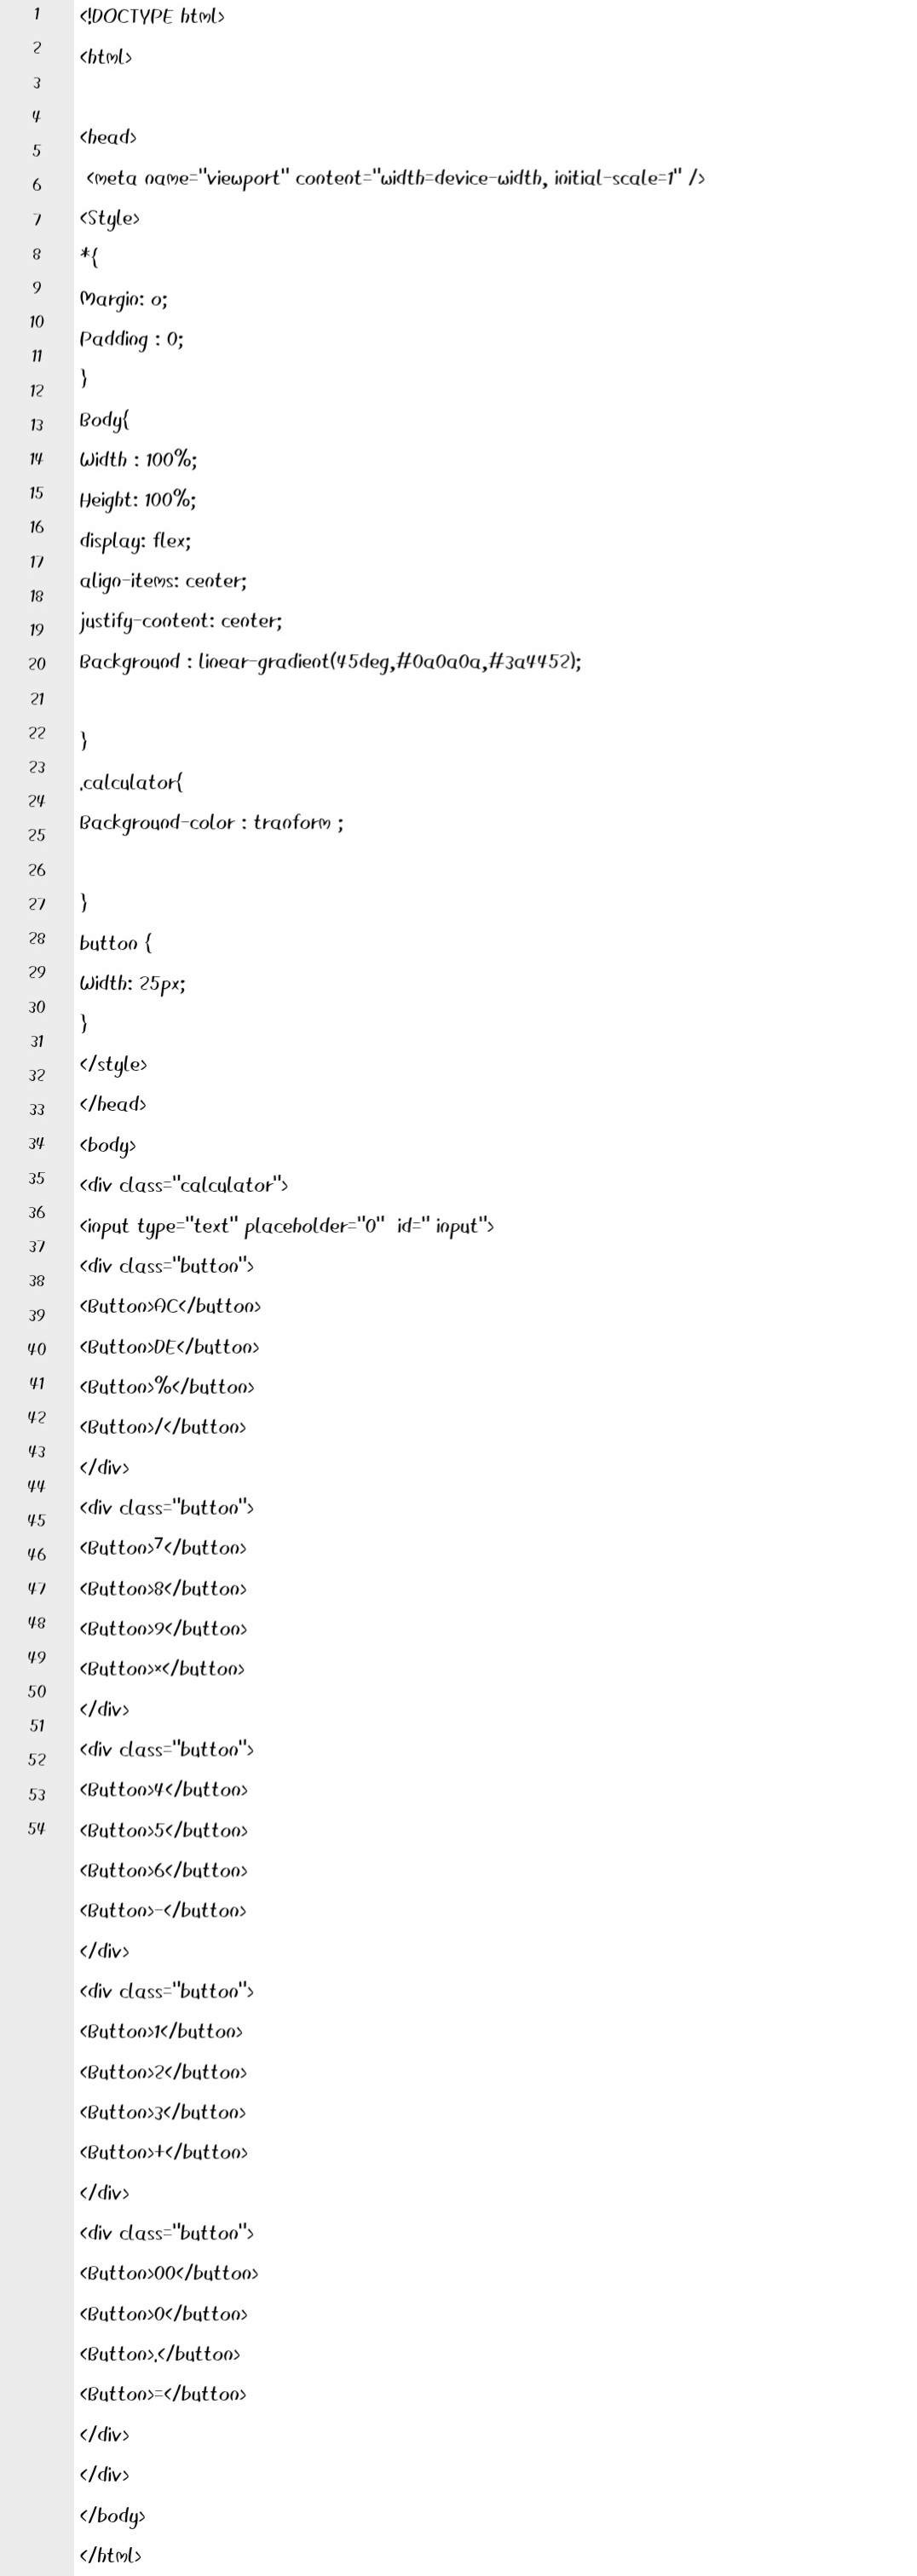 1
2
3
4
5
6
7
8
9
10
11
12
13
14
15
16
17
18
19
20
21
22
23
24
25
26
27
28
29
30
31
32
33
34
35
36
37
38
39
40
41
42
43
44
45
46
47
48
49
50
51
52
53
54
<!DOCTYPE html>
<html>
<head>
<meta name="viewport" content="width=device-width, initial-scale=1" />
<Style>
*{
Margin: o;
Padding : 0;
}
Body{
Width : 100%;
Height: 100%;
display: flex;
align-items: center;
justify-content: center;
Background : linear-gradient(45deg,#0a0a0a,#3a4452);
}
.calculator{
Background-color : tranform ;
}
button {
Width: 25px;
}
</style>
</head>
<body>
<div class="calculator">
<input type="text" placeholder="0"  id=" input">
<div class="button">
<Button>AC</button>
<Button>DE</button>
<Button>%</button>
<Button>/</button>
</div>
<div class="button">
<Button>7</button>
<Button>8</button>
<Button>9</button>
<Button>×</button>
</div>
<div class="button">
<Button>4</button>
<Button>5</button>
<Button>6</button>
<Button>-</button>
</div>
<div class="button">
<Button>1</button>
<Button>2</button>
<Button>3</button>
<Button>+</button>
</div>
<div class="button">
<Button>00</button>
<Button>0</button>
<Button>.</button>
<Button>=</button>
</div>
</div>
</body>
</html>